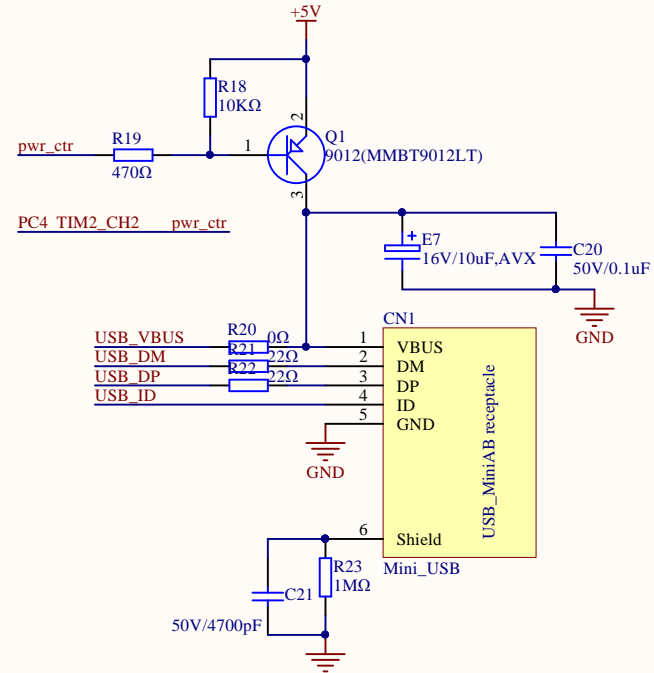 +5V
R18
10KΩ
2
pwr_ctr
R19
470Ω
1
Q1
9012(MMBT9012LT)
3
PC4 TIM2_CH2 pwr_ctr
+
E7
16V/10uF,AVX
C20
50V/0.1uF
GND
CN1
USB_VBUS
R20
0Ω
1
VBUS
USB_DM
R21
22Ω
2
DM
USB_DP
R22
22Ω
3
DP
USB_ID
4
ID
5
GND
GND
USB_MiniAB receptacle
6
Shield
Mini_USB
R23
1MΩ
C21
50V/4700pF
GND